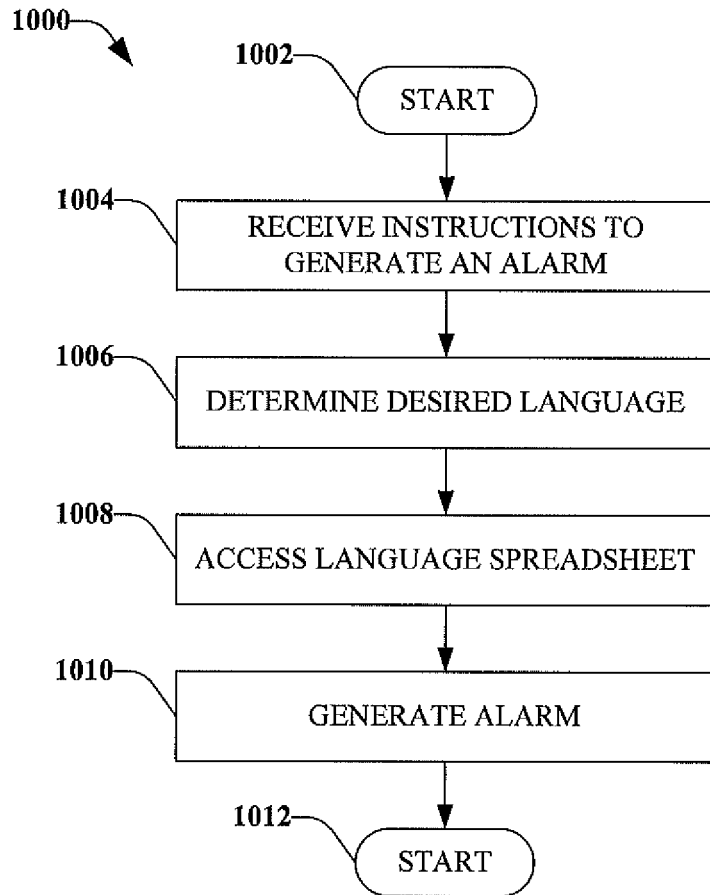 1000
1002
START
1004
RECEIVE INSTRUCTIONS TO
GENERATE AN ALARM
1006
DETERMINE DESIRED LANGUAGE
1008
ACCESS LANGUAGE SPREADSHEET
1010
GENERATE ALARM
1012
START